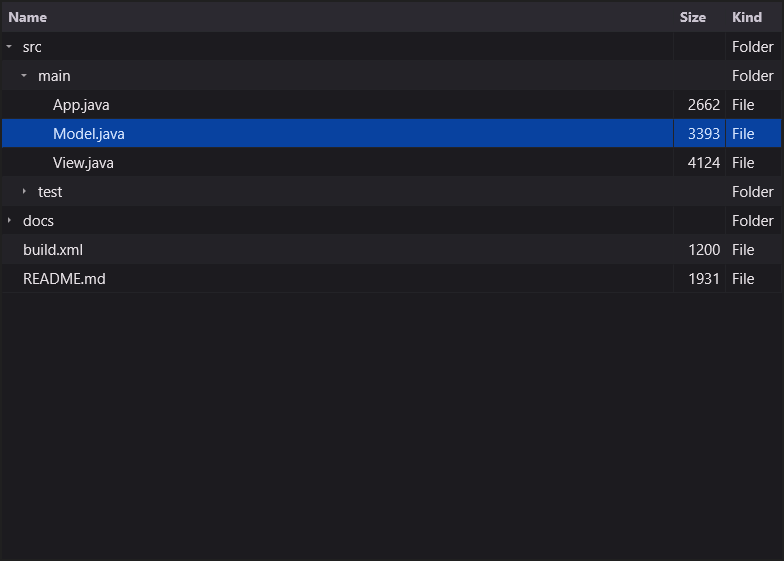 Name Size Kind
src Folder
main Folder
App.java 2662 File
Model.java 3393 File
View.java 4124 File
test Folder
docs Folder
build.xml 1200 File
README.md 1931 File